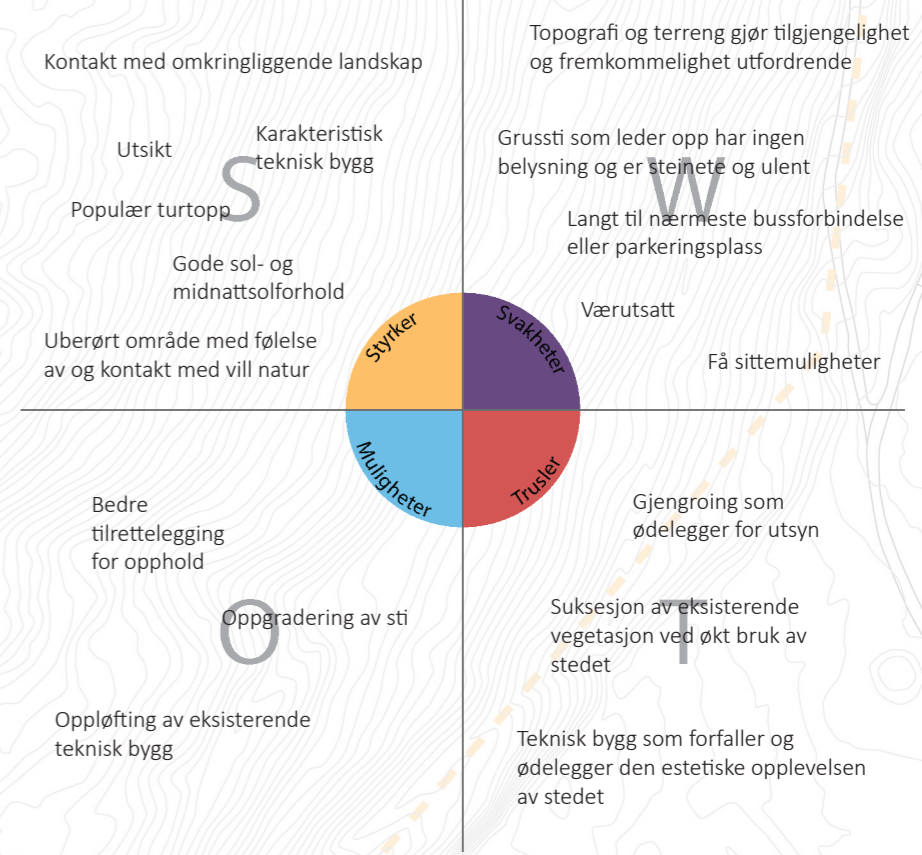 Kontakt med omkringliggende landskap
Utsikt
Karakteristisk
teknisk bygg
S
Populær turtopp
Gode sol- og
midnattsolforhold
Uberørt område med følelse
av og kontakt med vill natur
Styrker
Topografi og terreng gjør tilgjengelighet
og fremkommelighet utfordrende
Grussti som leder opp har ingen
belysning og er steinete og ulent
W
Langt til nærmeste bussforbindelse
eller parkeringsplass
Værutsatt
Få sittemuligheter
Svakheter
Muligheter
Bedre
tilrettelegging
for opphold
Oppgradering av sti
O
Oppløfting av eksisterende
teknisk bygg
Trusler
Gjengroing som
ødelegger for utsyn
Suksesjon av eksisterende
vegetasjon ved økt bruk av
stedet
T
Teknisk bygg som forfaller og
ødelegger den estetiske opplevelsen
av stedet